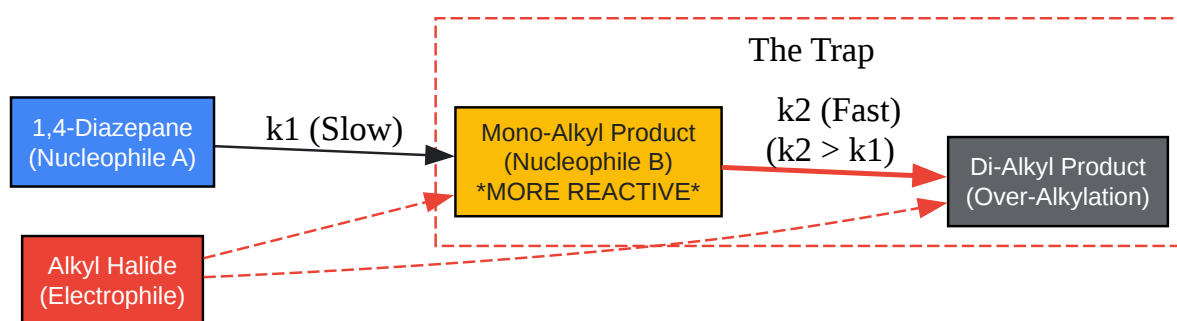 The Trap
1,4-Diazepane
(Nucleophile A)
k1 (Slow)
Mono-Alkyl Product
(Nucleophile B)
*MORE REACTIVE*
k2 (Fast)
(k2 > k1)
Di-Alkyl Product
(Over-Alkylation)
Alkyl Halide
(Electrophile)